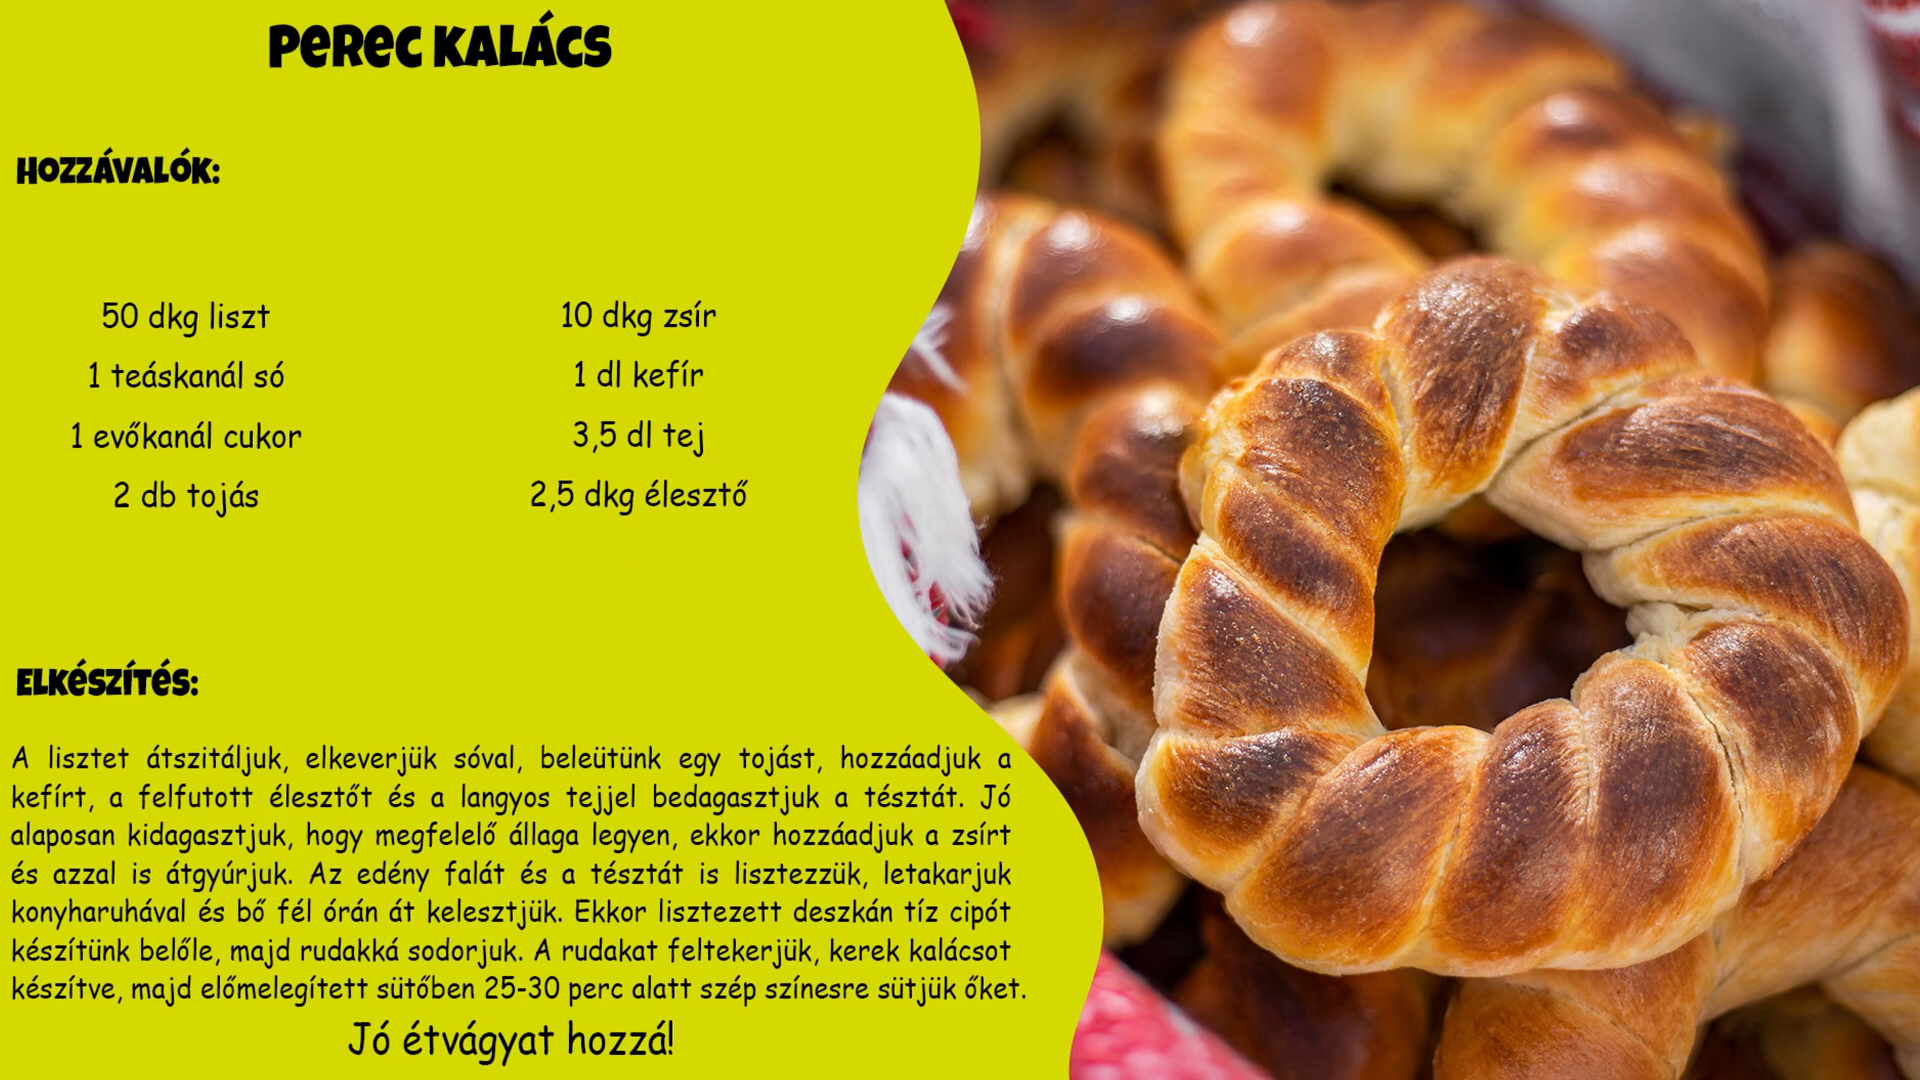 Perec kalács
Hozzávalók:
50 dkg liszt
1 teáskanál só
1 evőkanál cukor
2 db tojás
10 dkg zsír
1 dl kefír
3,5 dl tej
2,5 dkg élesztő
Elkészítés:
A lisztet átszitáljuk, elkeverjük sóval, beleütünk egy tojást, hozzáadjuk a
kefírt, a felfutott élesztőt és a langyos tejjel bedagasztjuk a tésztát. Jó
alaposan kidagasztjuk, hogy megfelelő állaga legyen, ekkor hozzáadjuk a zsírt
és azzal is átgyúrjuk. Az edény falát és a tésztát is lisztezzük, letakarjuk
konyharuhával és bő fél órán át kelesztjük. Ekkor lisztezett deszkán tíz cipót
készítünk belőle, majd rudakká sodorjuk. A rudakat feltekerjük, kerek kalácsot
készítve, majd előmelegített sütőben 25-30 perc alatt szép színesre sütjük őket.
Jó étvágyat hozzá!